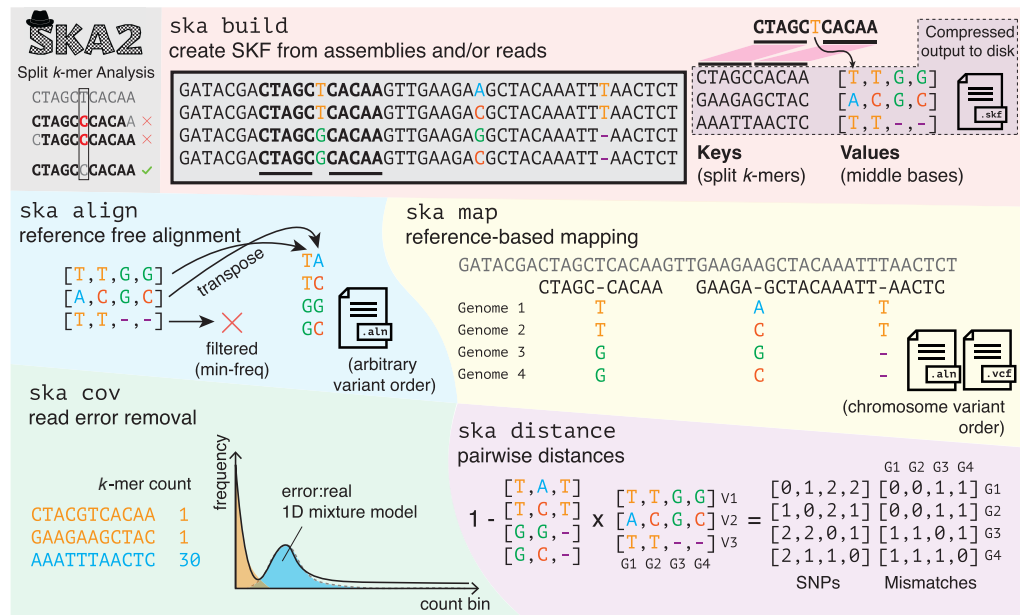 SKA2
Split k-mer Analysis
CTAGCTCACAA
CTAGCCCACAA
CTAGCCCACAA
CTAGCCCACAA
ska build
create SKF from assemblies and/or reads
GATACGACTAGCTCACAAGTTGAAGAAGCTACAAATTTAACTCT
GATACGACTAGCTCACAAGTTGAAGACGCTACAAATTTAACTCT
GATACGACTAGCGCACAAGTTGAAGAGGCTACAAATT-AACTCT
GATACGACTAGCGCACAAGTTGAAGACGCTACAAATT-AACTCT
CTAGCTCACAA
Compressed
output to disk
CTAGCCACAA [T,T,G,G]
GAAGAGCTAC [A,C,G,C]
AAATTAACTC [T,T,-,-]
.skf
Keys
(split k-mers)
Values
(middle bases)
ska align
reference free alignment
[T,T,G,G]
[A,C,G,C]
[T,T,-,-]
transpose
TA
TC
GG
GC
.aln
filtered
(min-freq)
(arbitrary
variant order)
ska map
reference-based mapping
GATACGACTAGCTCACAAGTTGAAGAAGCTACAAATTTAACTCT
CTAGC-CACAA GAAGA-GCTACAAATT-AACTC
Genome 1 T A T
Genome 2 T C T
Genome 3 G G -
Genome 4 G C -
.aln
.vcf
(chromosome variant
order)
ska cov
read error removal
k-mer count
CTACGTCACAA 1
GAAGAAGCTAC 1
AAATTTAACTC 30
frequency
error:real
1D mixture model
count bin
ska distance
pairwise distances
G1 G2 G3 G4
[T,A,T] [T,T,G,G] V1 [0,1,2,2] [0,0,1,1] G1
1 - [T,C,T] x [A,C,G,C] V2 = [1,0,2,1] [0,0,1,1] G2
[G,G,-] [T,T,-,-] V3 [2,2,0,1] [1,1,0,1] G3
[G,C,-] G1 G2 G3 G4 [2,1,1,0] [1,1,1,0] G4
SNPs
Mismatches